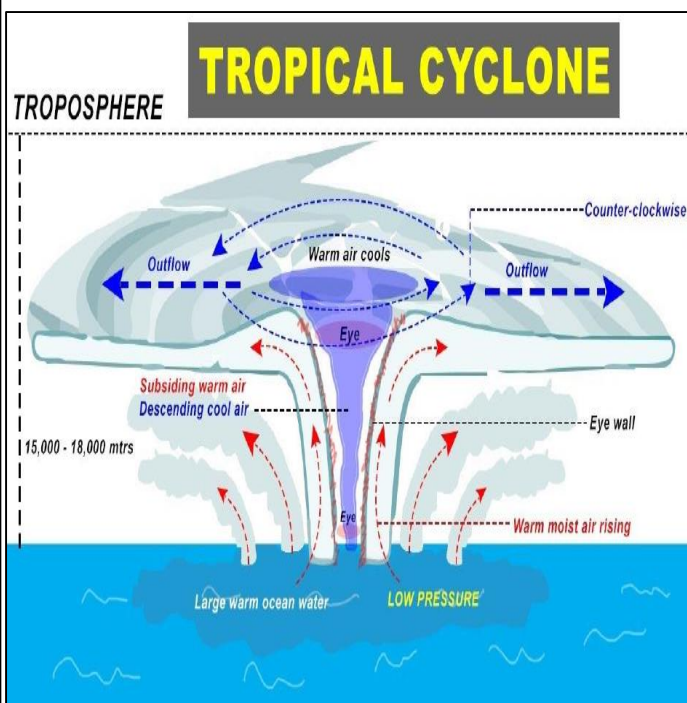 TROPICAL CYCLONE
TROPOSPHERE
Counter-clockwise
Warm air cools
Outflow
Outflow
Eye
Subsiding warm air
Descending cool air
Eye wall
15,000 - 18,000 mtrs
Eye
Warm moist air rising
Large warm ocean water
LOW PRESSURE